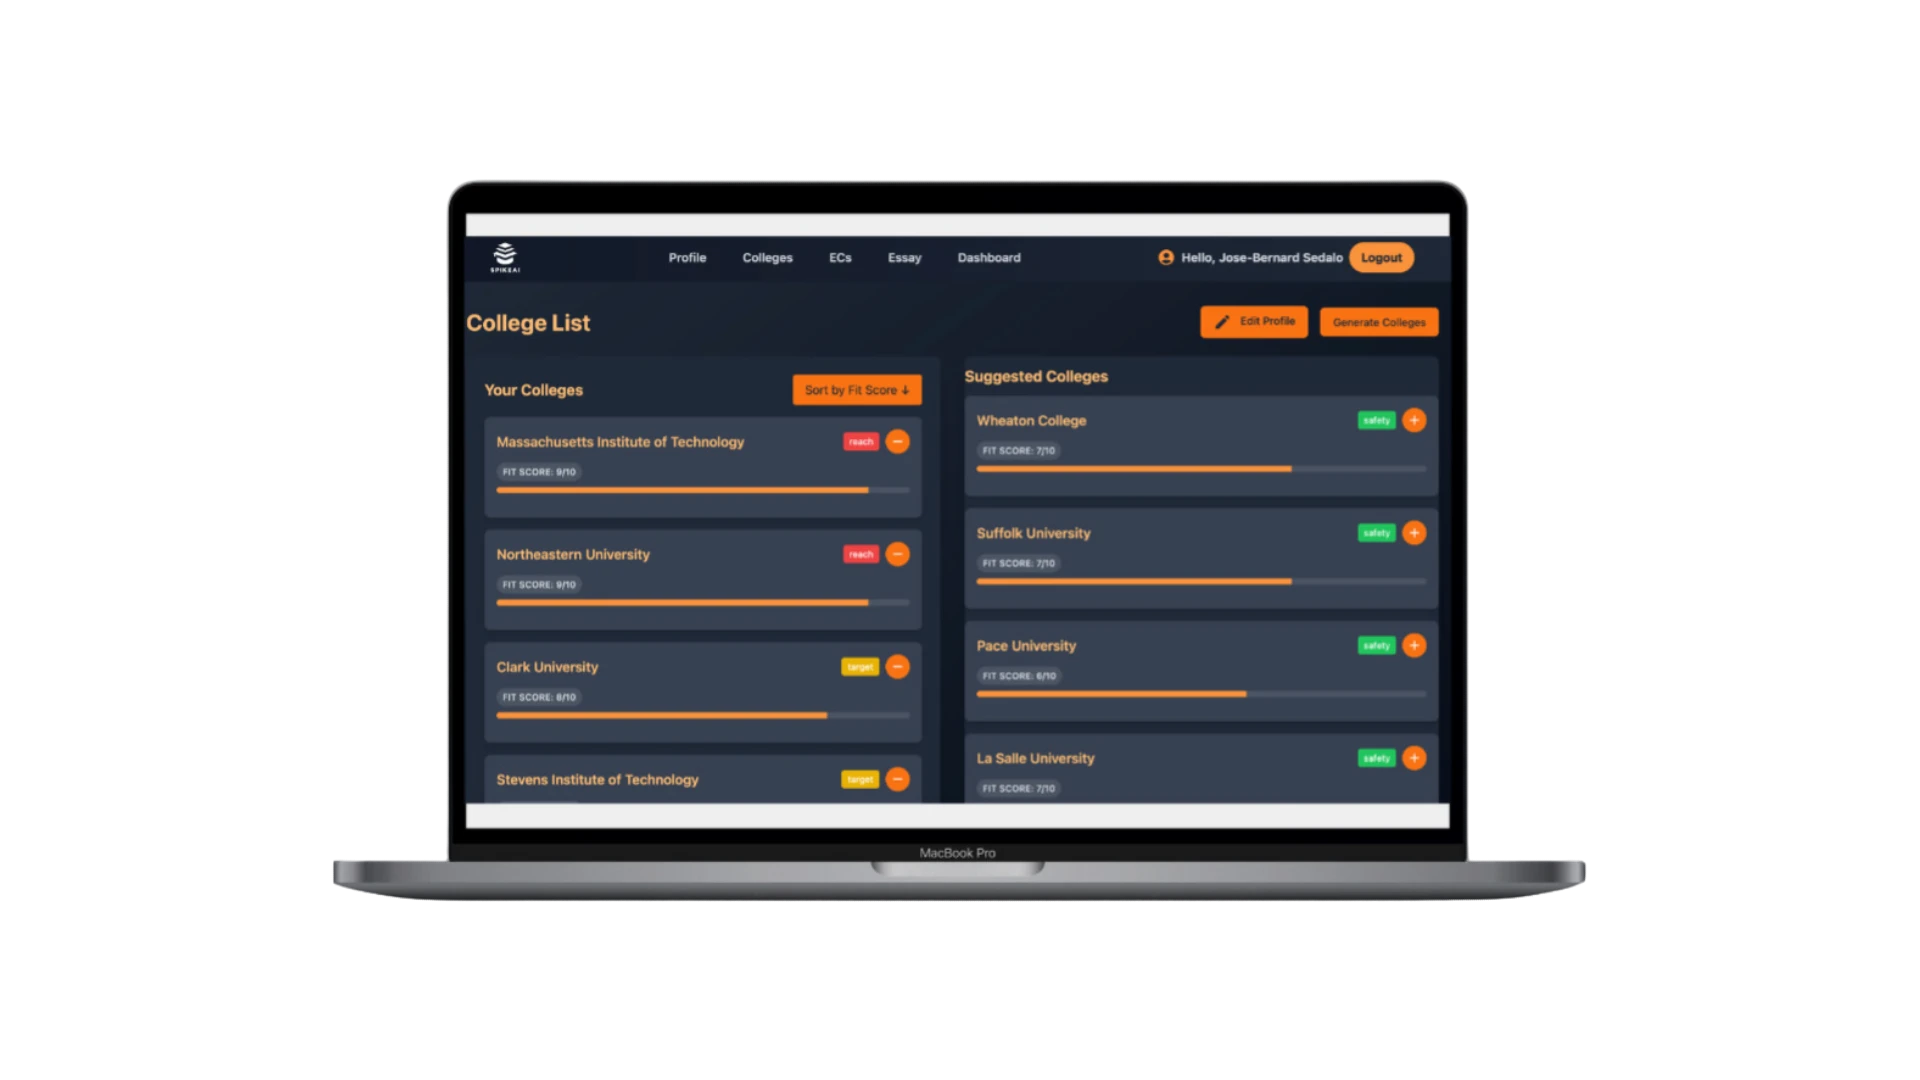 SPIKEAI
Profile Colleges ECs Essay Dashboard Hello, Jose-Bernard Sedalo Logout
College List
Edit Profile Generate Colleges
Your Colleges Sort by Fit Score ↓
Massachusetts Institute of Technology reach
FIT SCORE: 9/10
Northeastern University reach
FIT SCORE: 9/10
Clark University target
FIT SCORE: 8/10
Stevens Institute of Technology target
Suggested Colleges
Wheaton College safety
FIT SCORE: 7/10
Suffolk University safety
FIT SCORE: 7/10
Pace University safety
FIT SCORE: 6/10
La Salle University safety
FIT SCORE: 7/10
MacBook Pro